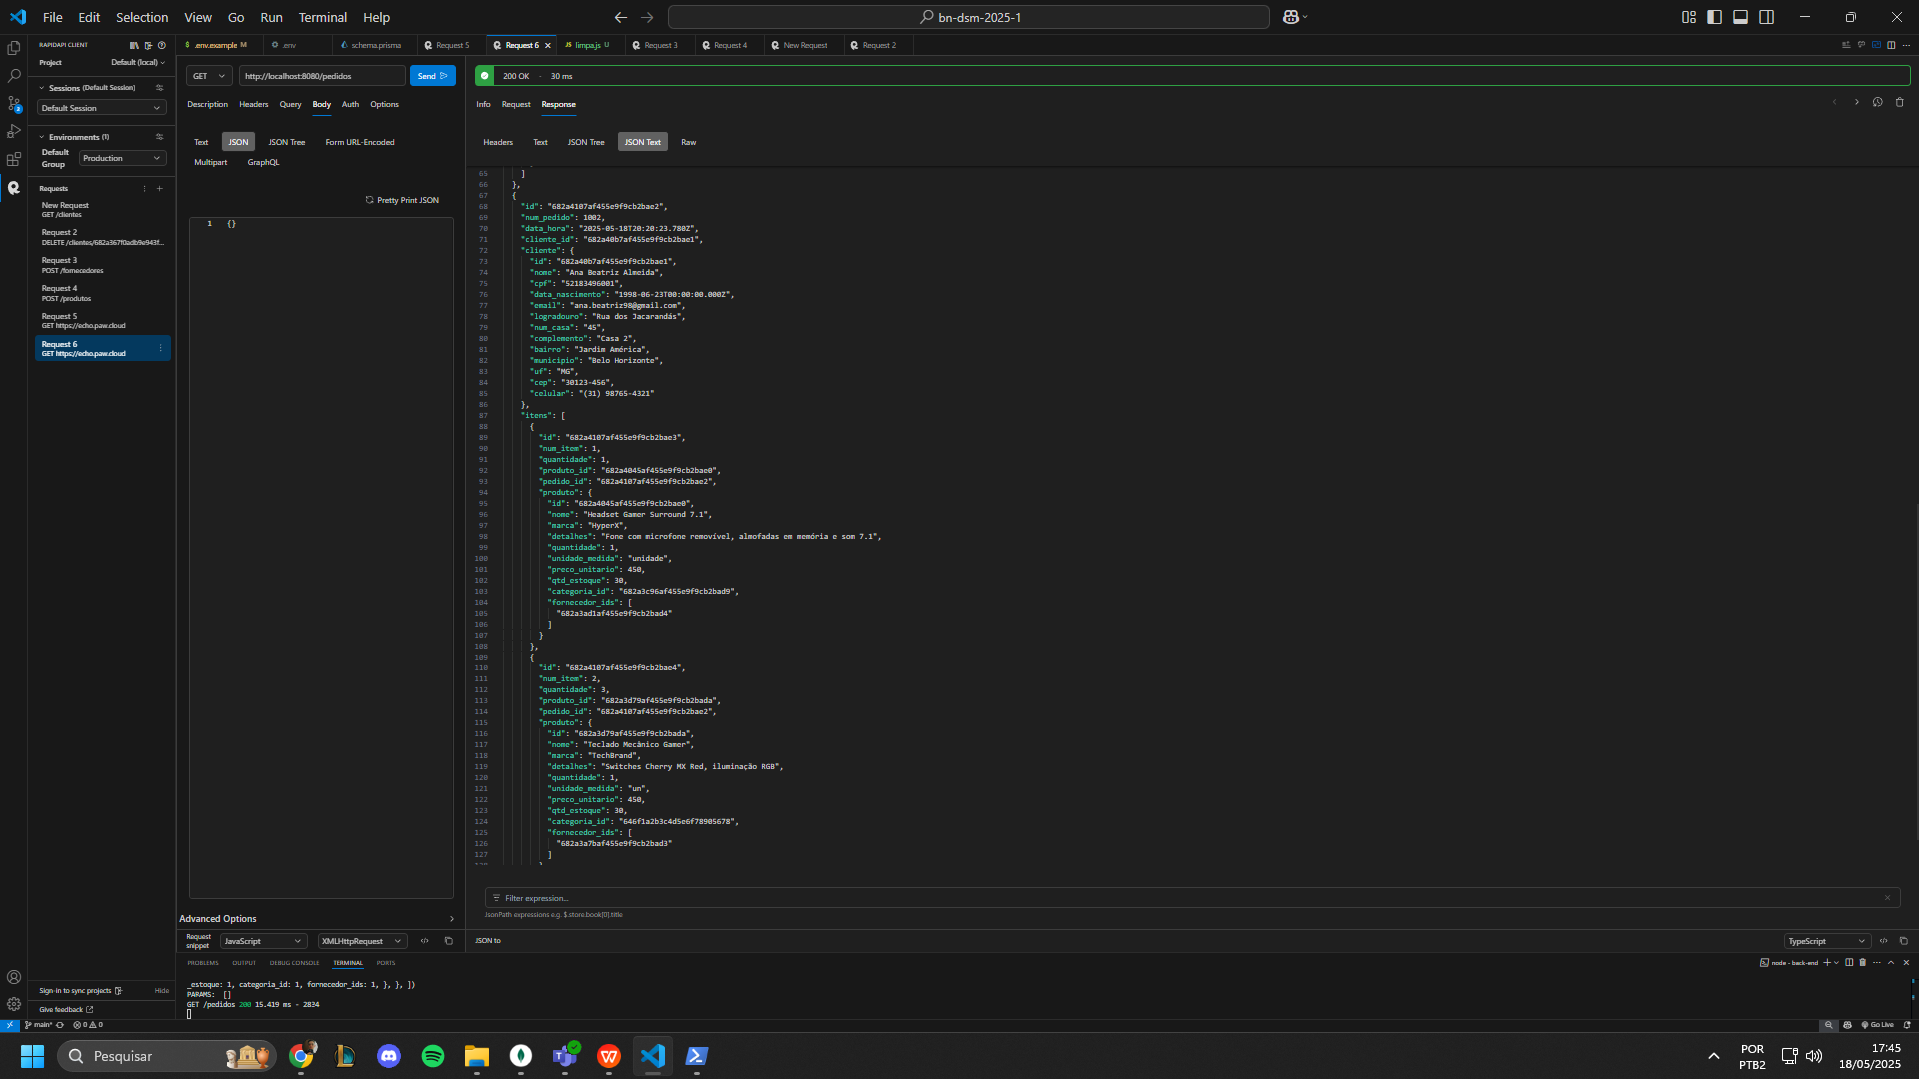 File Edit Selection View Go Run Terminal Help
bn-dsm-2025-1
RAPIDAPI CLIENT
Project Default (local)
Sessions (Default Session)
Default Session
Environments (1)
Default Group Production
Requests
New Request
GET /clientes
Request 2
DELETE /clientes/682a367f0adb9e943f...
Request 3
POST /fornecedores
Request 4
POST /produtos
Request 5
GET https://echo.paw.cloud
Request 6
GET https://echo.paw.cloud
Sign-in to sync projects Hide
Give feedback
$ .env.example M .env schema.prisma Request 5 Request 6 JS limpa.js U Request 3 Request 4 New Request Request 2
GET http://localhost:8080/pedidos Send
Description Headers Query Body Auth Options
Text JSON JSON Tree Form URL-Encoded
Multipart GraphQL
Pretty Print JSON
1 {}
Advanced Options
Request snippet JavaScript XMLHttpRequest
200 OK · 30 ms
Info Request Response
Headers Text JSON Tree JSON Text Raw
65 ]
66 },
67 {
68 "id": "682a4107af455e9f9cb2bae2",
69 "num_pedido": 1002,
70 "data_hora": "2025-05-18T20:20:23.780Z",
71 "cliente_id": "682a40b7af455e9f9cb2bae1",
72 "cliente": {
73 "id": "682a40b7af455e9f9cb2bae1",
74 "nome": "Ana Beatriz Almeida",
75 "cpf": "52183496001",
76 "data_nascimento": "1998-06-23T00:00:00.000Z",
77 "email": "ana.beatriz98@gmail.com",
78 "logradouro": "Rua dos Jacarandás",
79 "num_casa": "45",
80 "complemento": "Casa 2",
81 "bairro": "Jardim América",
82 "municipio": "Belo Horizonte",
83 "uf": "MG",
84 "cep": "30123-456",
85 "celular": "(31) 98765-4321"
86 },
87 "itens": [
88 {
89 "id": "682a4107af455e9f9cb2bae3",
90 "num_item": 1,
91 "quantidade": 1,
92 "produto_id": "682a4045af455e9f9cb2bae0",
93 "pedido_id": "682a4107af455e9f9cb2bae2",
94 "produto": {
95 "id": "682a4045af455e9f9cb2bae0",
96 "nome": "Headset Gamer Surround 7.1",
97 "marca": "HyperX",
98 "detalhes": "Fone com microfone removível, almofadas em memória e som 7.1",
99 "quantidade": 1,
100 "unidade_medida": "unidade",
101 "preco_unitario": 450,
102 "qtd_estoque": 30,
103 "categoria_id": "682a3c96af455e9f9cb2bad9",
104 "fornecedor_ids": [
105 "682a3ad1af455e9f9cb2bad4"
106 ]
107 }
108 },
109 {
110 "id": "682a4107af455e9f9cb2bae4",
111 "num_item": 2,
112 "quantidade": 3,
113 "produto_id": "682a3d79af455e9f9cb2bada",
114 "pedido_id": "682a4107af455e9f9cb2bae2",
115 "produto": {
116 "id": "682a3d79af455e9f9cb2bada",
117 "nome": "Teclado Mecânico Gamer",
118 "marca": "TechBrand",
119 "detalhes": "Switches Cherry MX Red, iluminação RGB",
120 "quantidade": 1,
121 "unidade_medida": "un",
122 "preco_unitario": 450,
123 "qtd_estoque": 30,
124 "categoria_id": "646f1a2b3c4d5e6f78905678",
125 "fornecedor_ids": [
126 "682a3a7baf455e9f9cb2bad3"
127 ]
128 }
Filter expression...
JsonPath expressions e.g. $.store.book[0].title
JSON to TypeScript
PROBLEMS OUTPUT DEBUG CONSOLE TERMINAL PORTS
node - back-end
_estoque: 1, categoria_id: 1, fornecedor_ids: 1, }, }, ])
PARAMS: []
GET /pedidos 200 15.419 ms - 2834
main* 0 0 Go Live
Pesquisar
POR
PTB2
17:45
18/05/2025